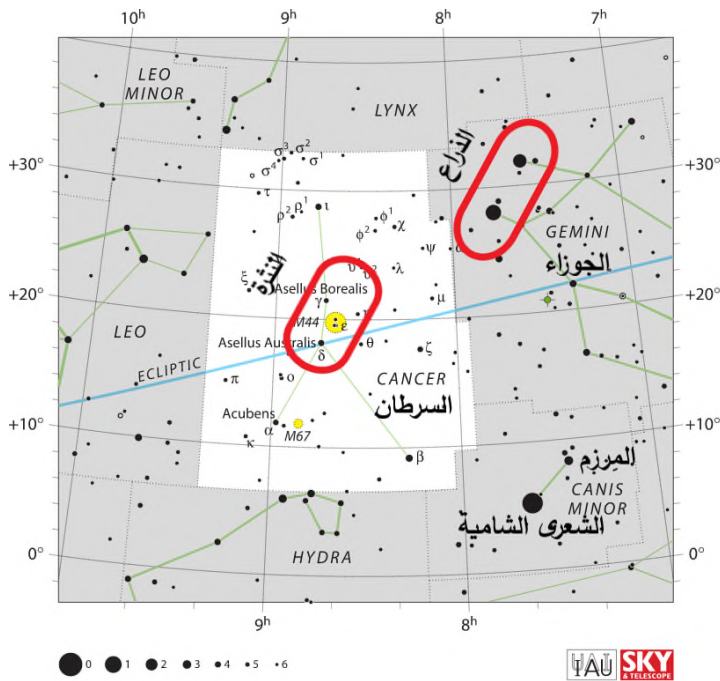 10h 9h 8h 7h
LEO
MINOR
LYNX
+30°
σ³ σ²
σ⁴ σ¹
τ
ρ² ρ¹ ι
الذراع
+30°
ϕ¹
ϕ² χ
ψ
GEMINI
الجوزاء
النثرة
ξ
λ
Asellus Borealis
γ
μ
+20°
M44 ε
+20°
Asellus Australis
δ θ ζ
LEO
ECLIPTIC
π ο
CANCER
السرطان
+10°
Acubens
α
κ M67
β
+10°
المرزم
CANIS
MINOR
الشعرى الشامية
HYDRA
0°
0°
9h 8h
0 1 2 3 4 5 6
IAU
SKY
& TELESCOPE